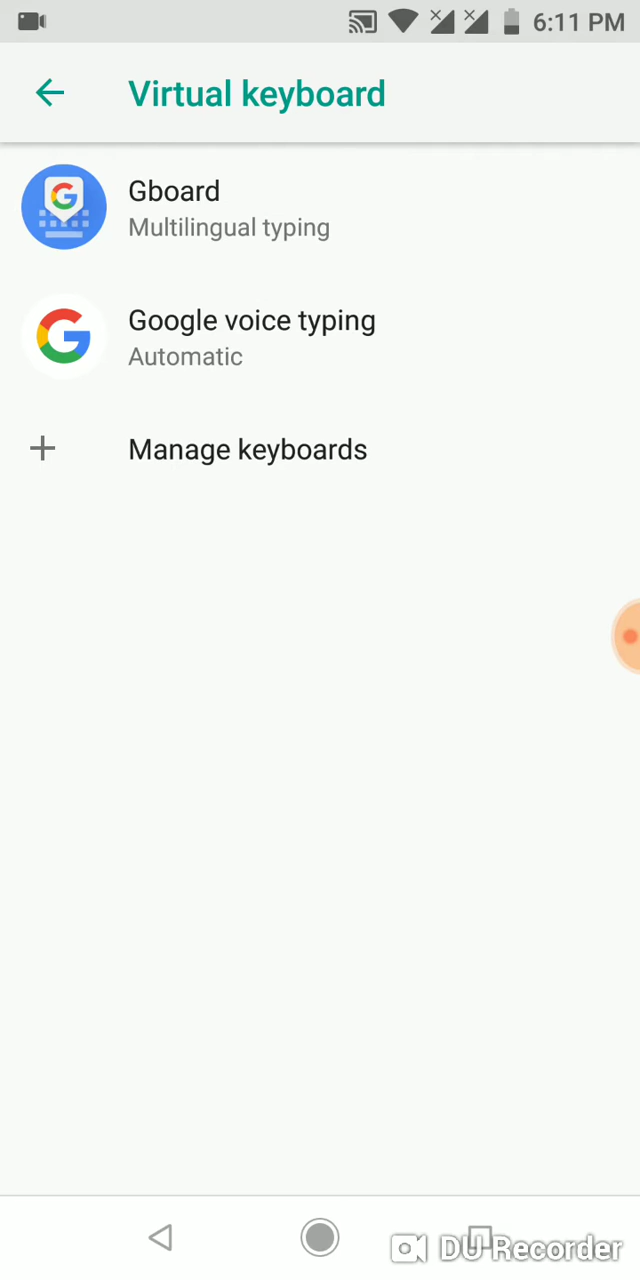 6:11 PM
Virtual keyboard
Gboard
Multilingual typing
Google voice typing
Automatic
Manage keyboards
DU Recorder